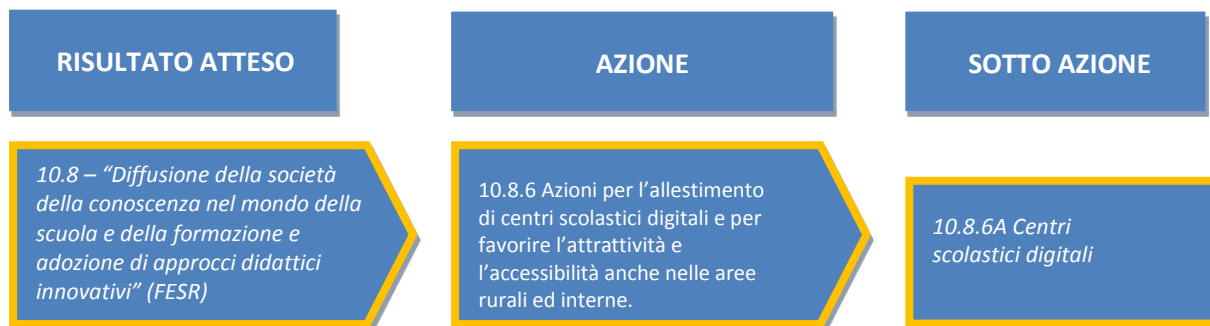 RISULTATO ATTESO
AZIONE
SOTTO AZIONE
10.8 – “Diffusione della società
della conoscenza nel mondo della
scuola e della formazione e
adozione di approcci didattici
innovativi” (FESR)
10.8.6 Azioni per l’allestimento
di centri scolastici digitali e per
favorire l’attrattività e
l’accessibilità anche nelle aree
rurali ed interne.
10.8.6A Centri
scolastici digitali